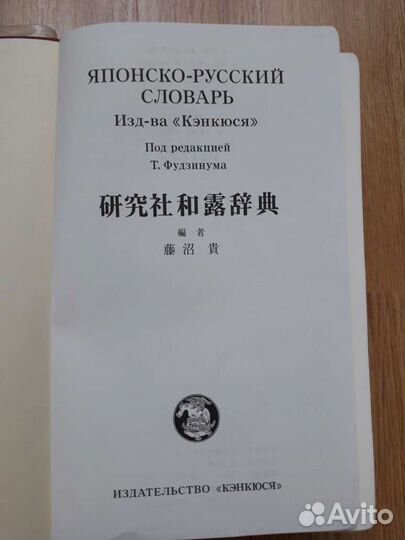 ЯПОНСКО-РУССКИЙ
СЛОВАРЬ
Изд-ва «Кэнкюся»
Под редакцией
Т. Фудзинума
研究社和露辞典
編者
藤沼 貴
ИЗДАТЕЛЬСТВО «КЭНКЮСЯ»
Avito